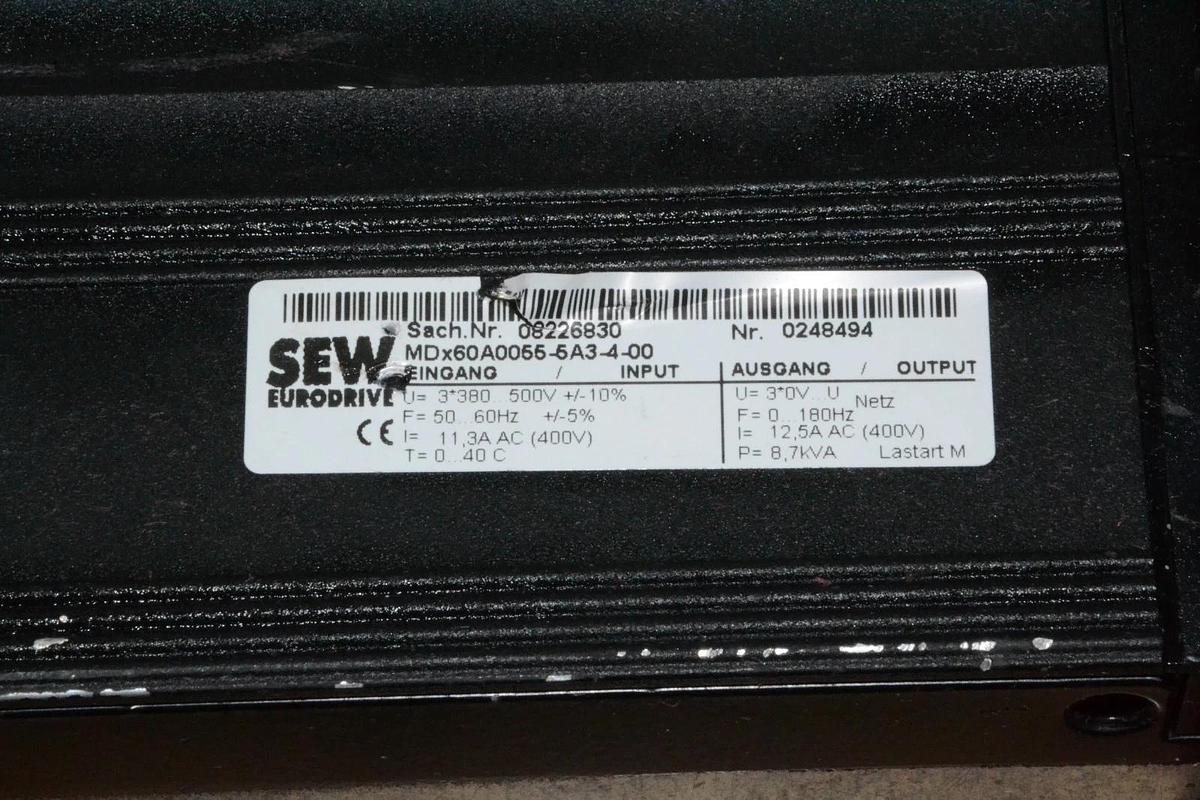 Sach.Nr. 08226830 Nr. 0248494
MDx60A0055-5A3-4-00
SEW
EURODRIVE
CE
EINGANG / INPUT
U= 3*380...500V +/-10%
F= 50...60Hz +/-5%
I= 11,3A AC (400V)
T= 0...40 C
AUSGANG / OUTPUT
U= 3*0V...U Netz
F= 0...180Hz
I= 12,5A AC (400V)
P= 8,7kVA Lastart M